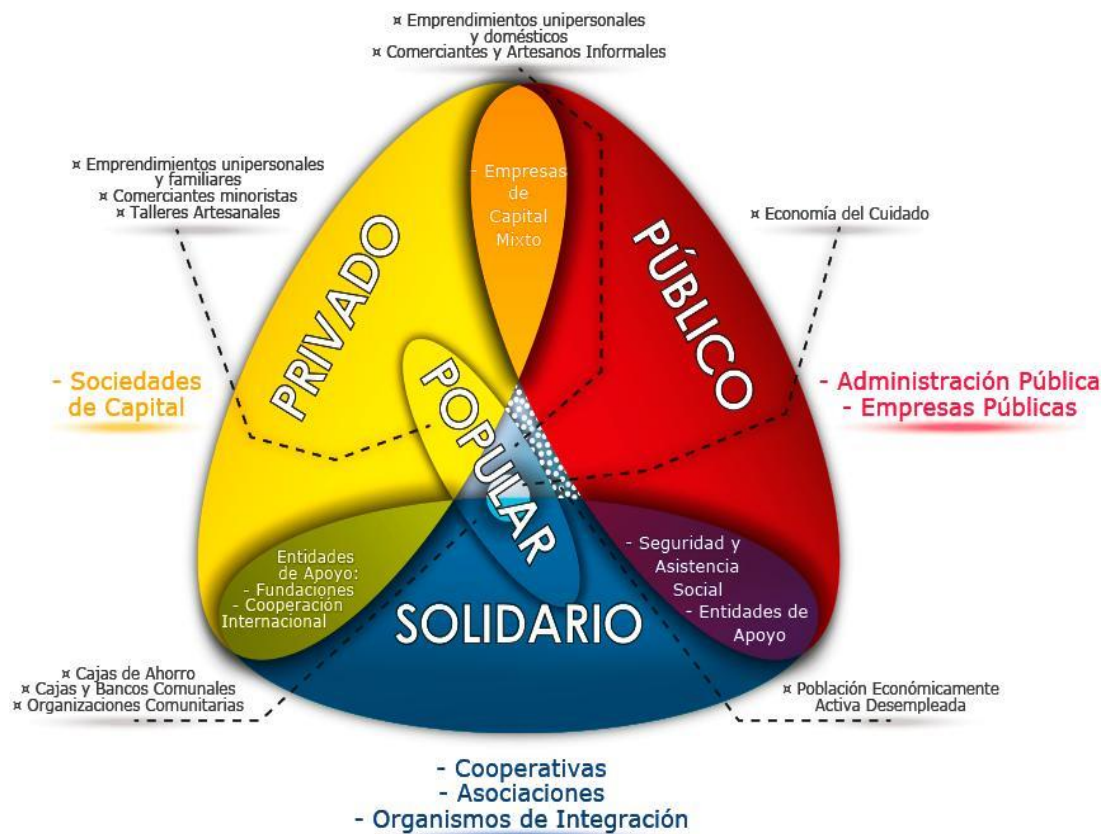 ¤ Emprendimientos unipersonales
y domésticos
¤ Comerciantes y Artesanos Informales
¤ Emprendimientos unipersonales
y familiares
¤ Comerciantes minoristas
¤ Talleres Artesanales
- Empresas
de
Capital
Mixto
¤ Economía del Cuidado
PRIVADO
PÚBLICO
- Sociedades
de Capital
- Administración Pública
- Empresas Públicas
POPULAR
Entidades
de Apoyo:
- Fundaciones
- Cooperación
Internacional
- Seguridad y
Asistencia
Social
- Entidades de
Apoyo
SOLIDARIO
¤ Cajas de Ahorro
¤ Cajas y Bancos Comunales
¤ Organizaciones Comunitarias
¤ Población Económicamente
Activa Desempleada
- Cooperativas
- Asociaciones
- Organismos de Integración